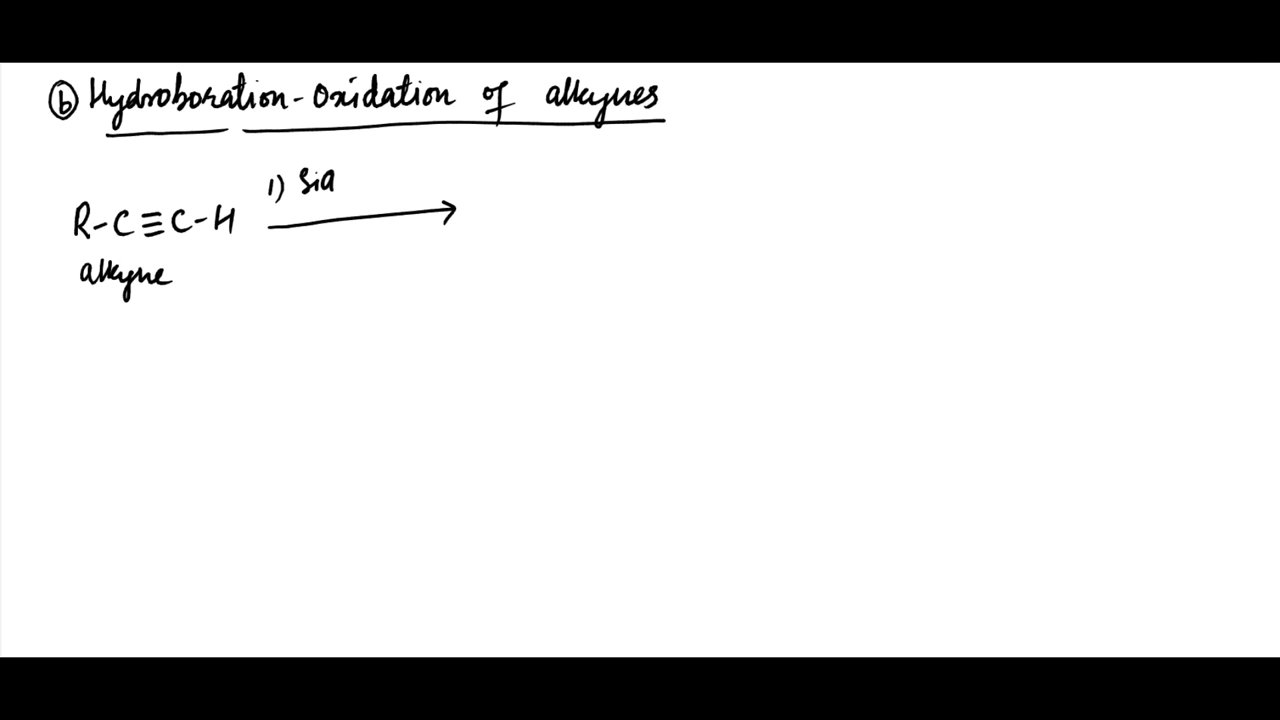 ⓑ Hydroboration-Oxidation of alkynes
1) Sia
R-C≡C-H
alkyne